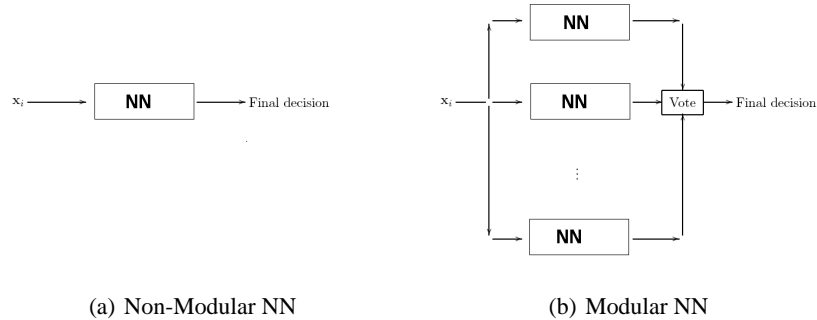 NN
x_i
NN
Final decision
x_i
NN
Vote
Final decision
⋮
NN
(a) Non-Modular NN
(b) Modular NN